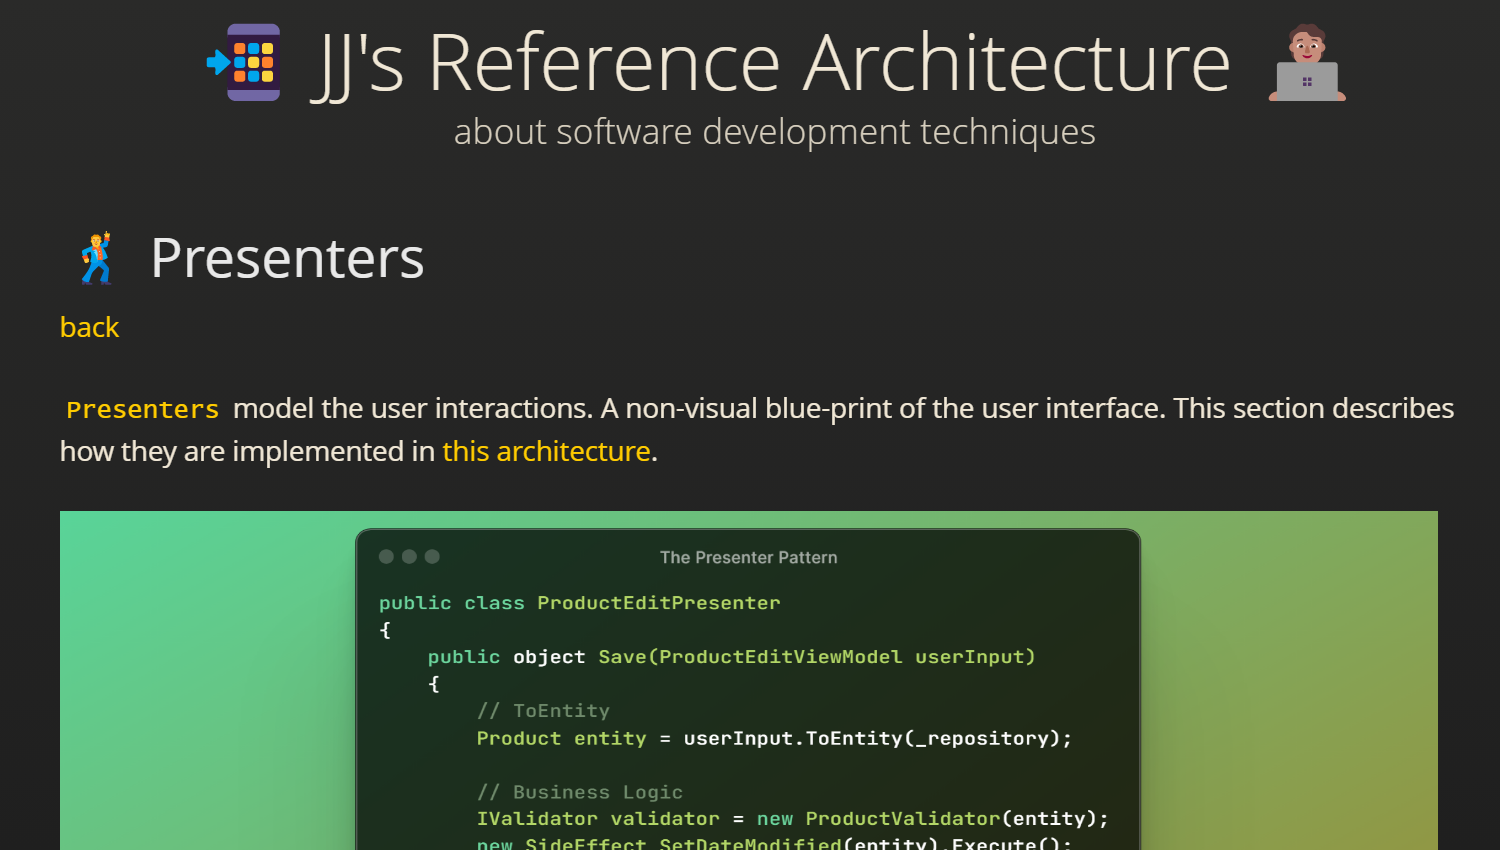 JJ's Reference Architecture
about software development techniques
Presenters
back
Presenters model the user interactions. A non-visual blue-print of the user interface. This section describes
how they are implemented in this architecture.
The Presenter Pattern
public class ProductEditPresenter
{
public object Save(ProductEditViewModel userInput)
{
// ToEntity
Product entity = userInput.ToEntity(_repository);
// Business Logic
IValidator validator = new ProductValidator(entity);
new SideEffect_SetDateModified(entity).Execute();